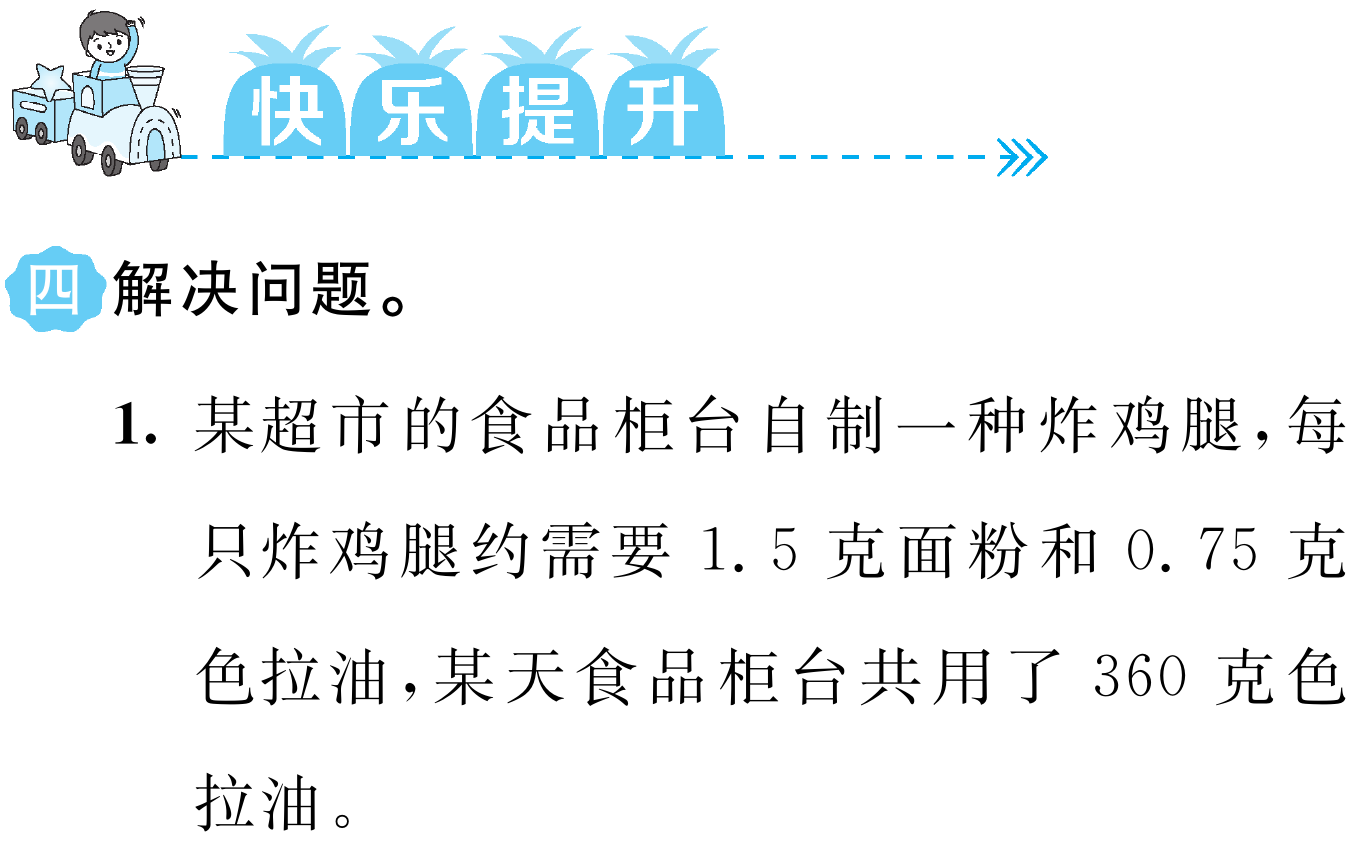 快乐提升
四 解决问题。
1. 某超市的食品柜台自制一种炸鸡腿,每
只炸鸡腿约需要 1.5 克面粉和 0.75 克
色拉油,某天食品柜台共用了 360 克色
拉油。